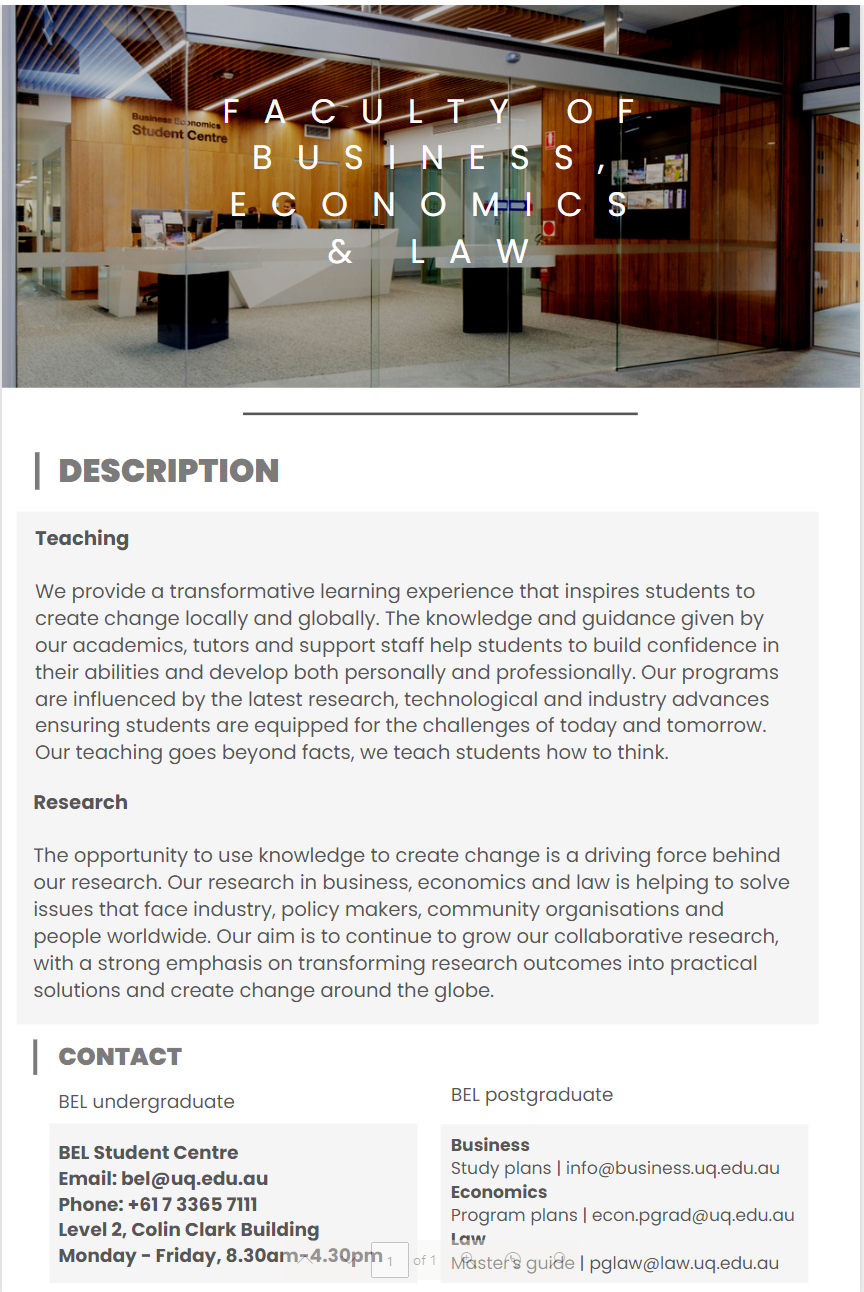 Business Economics
Student Centre
FACULTY OF
BUSINESS,
ECONOMICS
& LAW
DESCRIPTION
Teaching
We provide a transformative learning experience that inspires students to
create change locally and globally. The knowledge and guidance given by
our academics, tutors and support staff help students to build confidence in
their abilities and develop both personally and professionally. Our programs
are influenced by the latest research, technological and industry advances
ensuring students are equipped for the challenges of today and tomorrow.
Our teaching goes beyond facts, we teach students how to think.
Research
The opportunity to use knowledge to create change is a driving force behind
our research. Our research in business, economics and law is helping to solve
issues that face industry, policy makers, community organisations and
people worldwide. Our aim is to continue to grow our collaborative research,
with a strong emphasis on transforming research outcomes into practical
solutions and create change around the globe.
CONTACT
BEL undergraduate
BEL Student Centre
Email: bel@uq.edu.au
Phone: +61 7 3365 7111
Level 2, Colin Clark Building
Monday - Friday, 8.30am-4.30pm
BEL postgraduate
Business
Study plans | info@business.uq.edu.au
Economics
Program plans | econ.pgrad@uq.edu.au
Law
Master's guide | pglaw@law.uq.edu.au
1 of 1